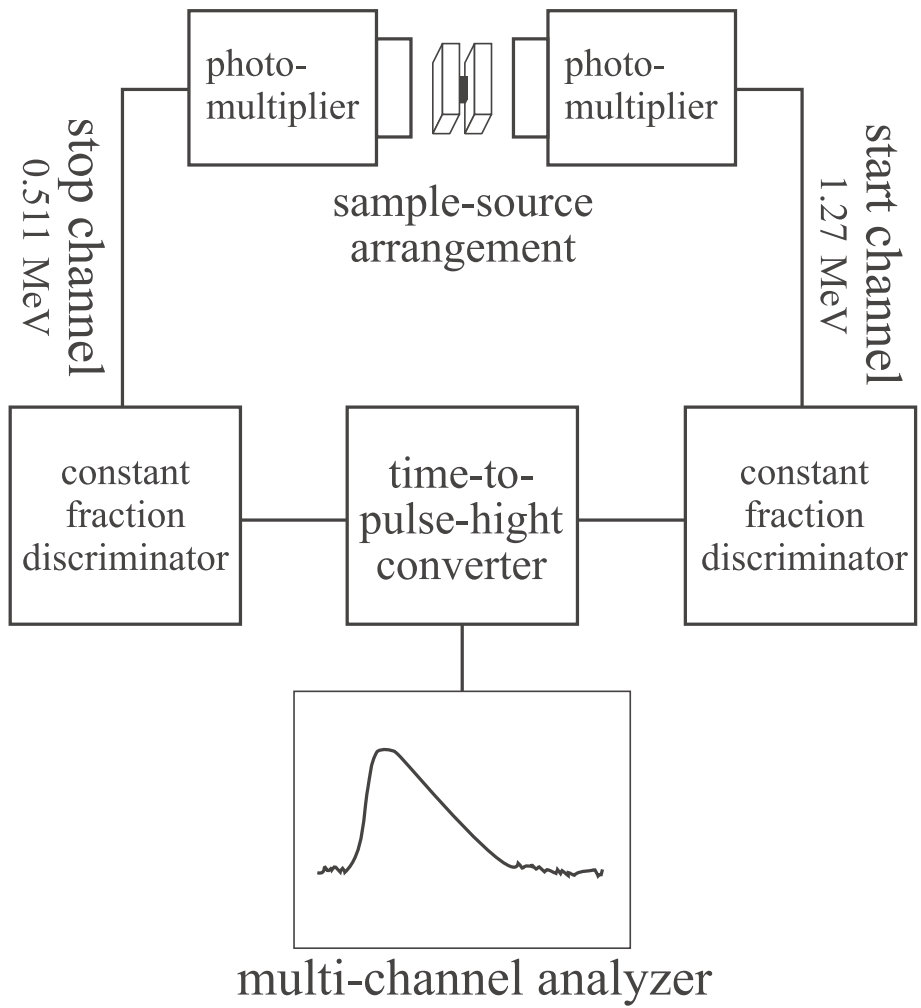 photo-
multiplier
photo-
multiplier
sample-source
arrangement
stop channel
0.511 MeV
start channel
1.27 MeV
constant
fraction
discriminator
time-to-
pulse-hight
converter
constant
fraction
discriminator
multi-channel analyzer